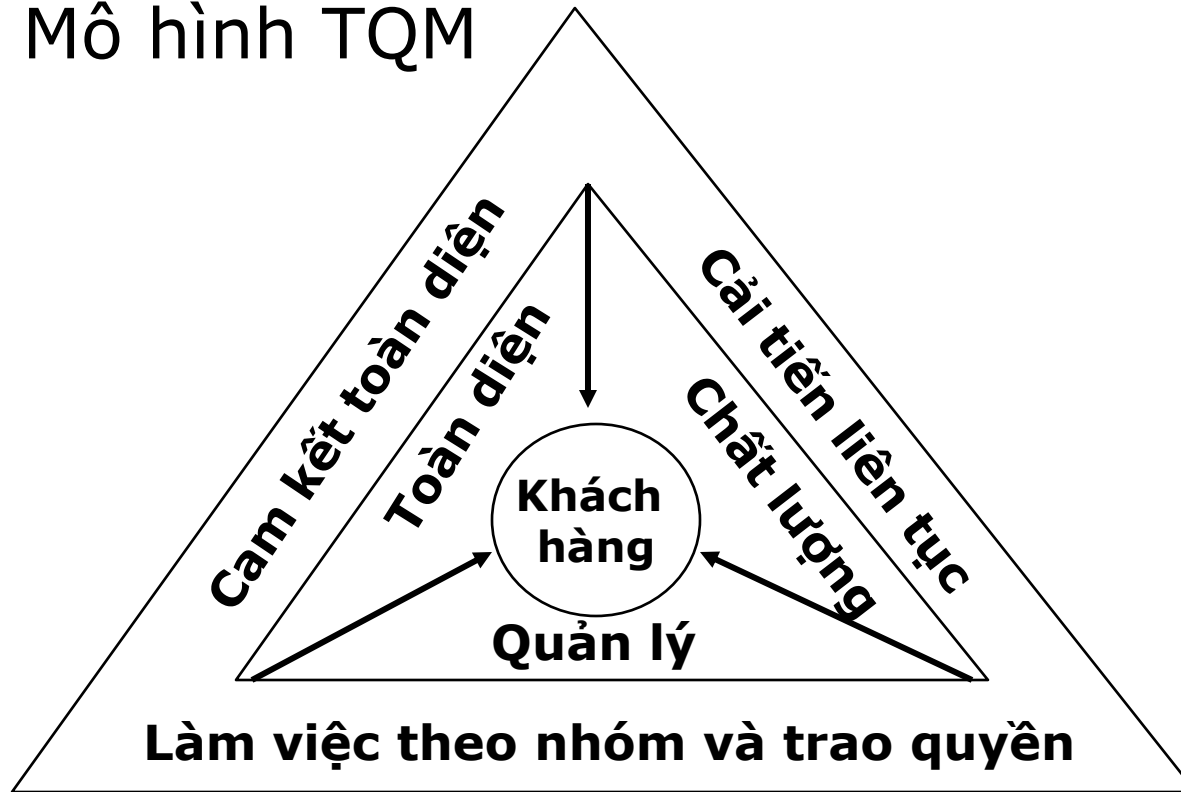 Mô hình TQM
Cam kết toàn diện
Cải tiến liên tục
Toàn diện
Chất lượng
Khách
hàng
Quản lý
Làm việc theo nhóm và trao quyền